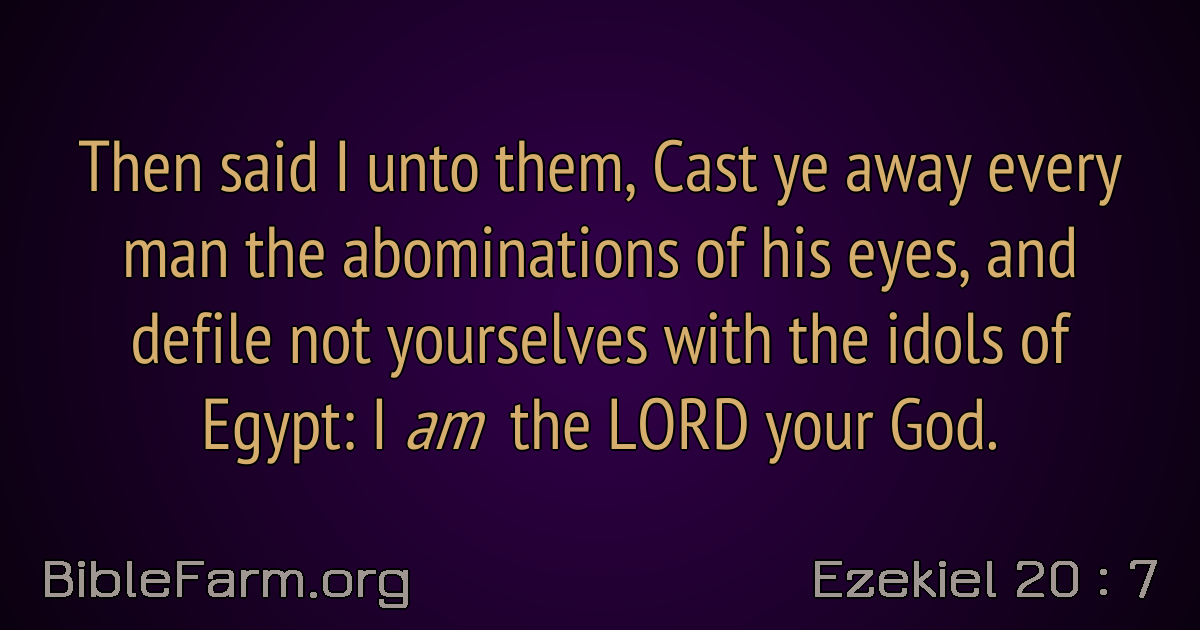 Then said I unto them, Cast ye away every
man the abominations of his eyes, and
defile not yourselves with the idols of
Egypt: I am the LORD your God.
BibleFarm.org
Ezekiel 20 : 7